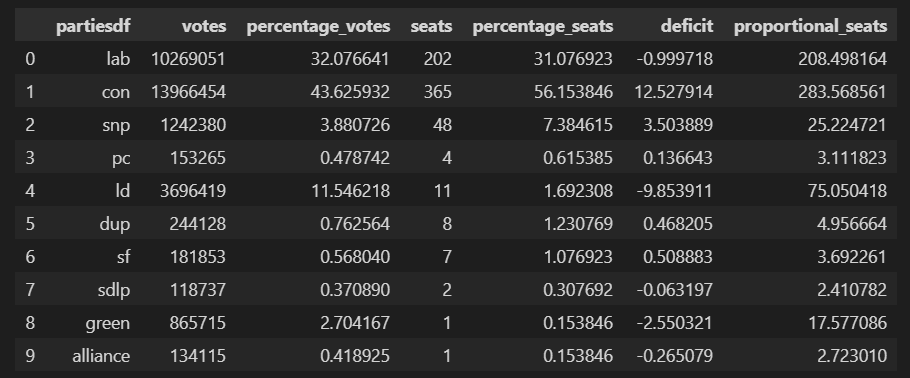 partiesdf votes percentage_votes seats percentage_seats deficit proportional_seats
0 lab 10269051 32.076641 202 31.076923 -0.999718 208.498164
1 con 13966454 43.625932 365 56.153846 12.527914 283.568561
2 snp 1242380 3.880726 48 7.384615 3.503889 25.224721
3 pc 153265 0.478742 4 0.615385 0.136643 3.111823
4 ld 3696419 11.546218 11 1.692308 -9.853911 75.050418
5 dup 244128 0.762564 8 1.230769 0.468205 4.956664
6 sf 181853 0.568040 7 1.076923 0.508883 3.692261
7 sdlp 118737 0.370890 2 0.307692 -0.063197 2.410782
8 green 865715 2.704167 1 0.153846 -2.550321 17.577086
9 alliance 134115 0.418925 1 0.153846 -0.265079 2.723010